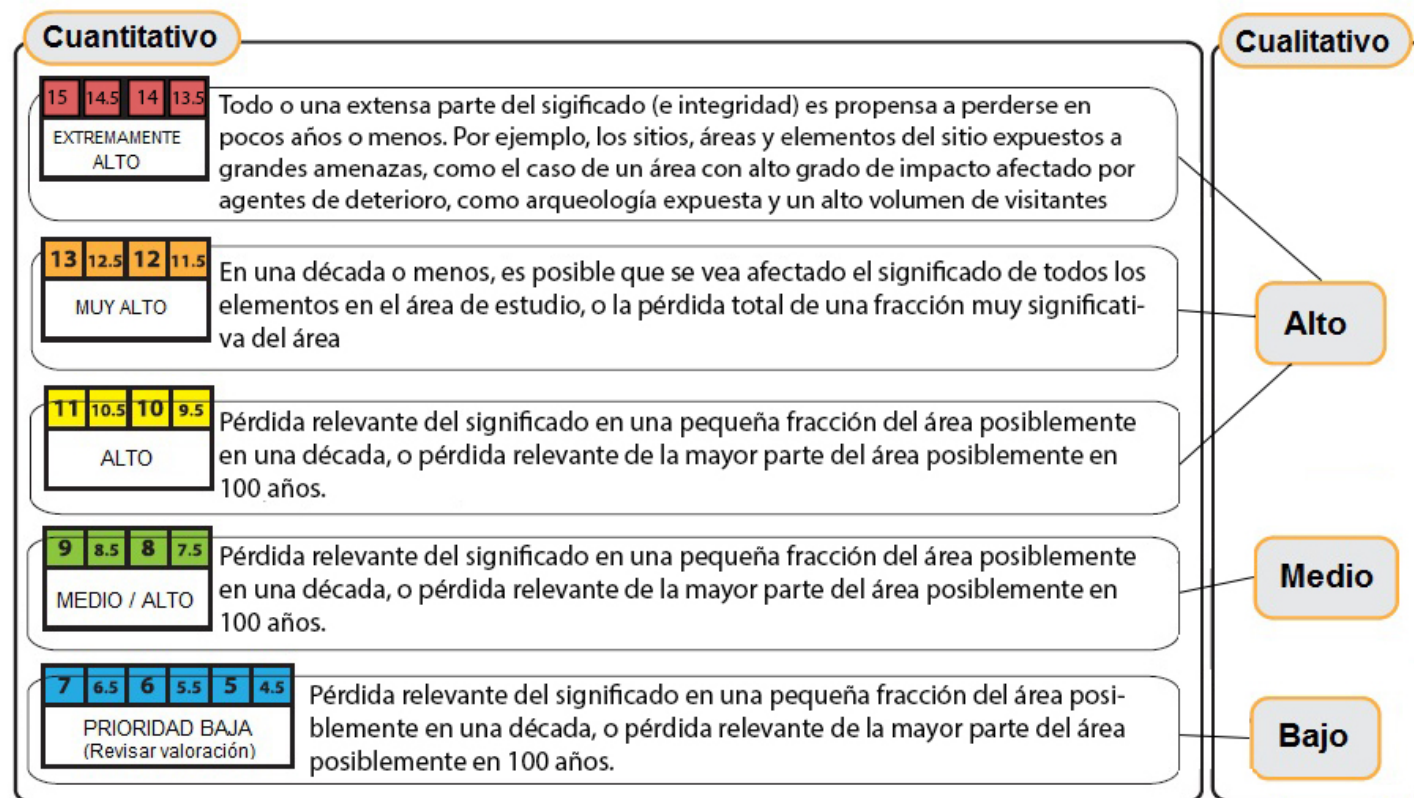 Cuantitativo
Cualitativo
15 14.5 14 13.5
EXTREMAMENTE
ALTO
Todo o una extensa parte del sigificado (e integridad) es propensa a perderse en
pocos años o menos. Por ejemplo, los sitios, áreas y elementos del sitio expuestos a
grandes amenazas, como el caso de un área con alto grado de impacto afectado por
agentes de deterioro, como arqueología expuesta y un alto volumen de visitantes
13 12.5 12 11.5
MUY ALTO
En una década o menos, es posible que se vea afectado el significado de todos los
elementos en el área de estudio, o la pérdida total de una fracción muy significati-
va del área
Alto
11 10.5 10 9.5
ALTO
Pérdida relevante del significado en una pequeña fracción del área posiblemente
en una década, o pérdida relevante de la mayor parte del área posiblemente en
100 años.
9 8.5 8 7.5
MEDIO / ALTO
Pérdida relevante del significado en una pequeña fracción del área posiblemente
en una década, o pérdida relevante de la mayor parte del área posiblemente en
100 años.
Medio
7 6.5 6 5.5 5 4.5
PRIORIDAD BAJA
(Revisar valoración)
Pérdida relevante del significado en una pequeña fracción del área posi-
blemente en una década, o pérdida relevante de la mayor parte del área
posiblemente en 100 años.
Bajo